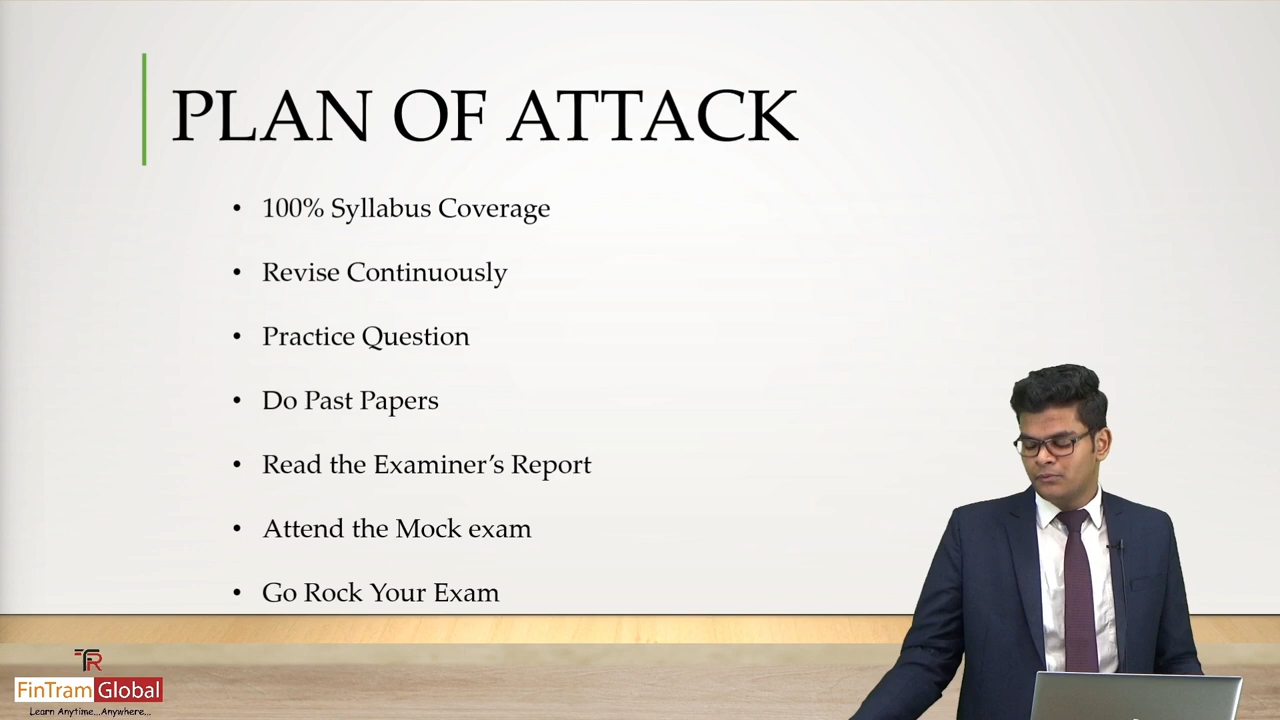 PLAN OF ATTACK
• 100% Syllabus Coverage
• Revise Continuously
• Practice Question
• Do Past Papers
• Read the Examiner's Report
• Attend the Mock exam
• Go Rock Your Exam
FinTram Global
Learn Anytime...Anywhere...